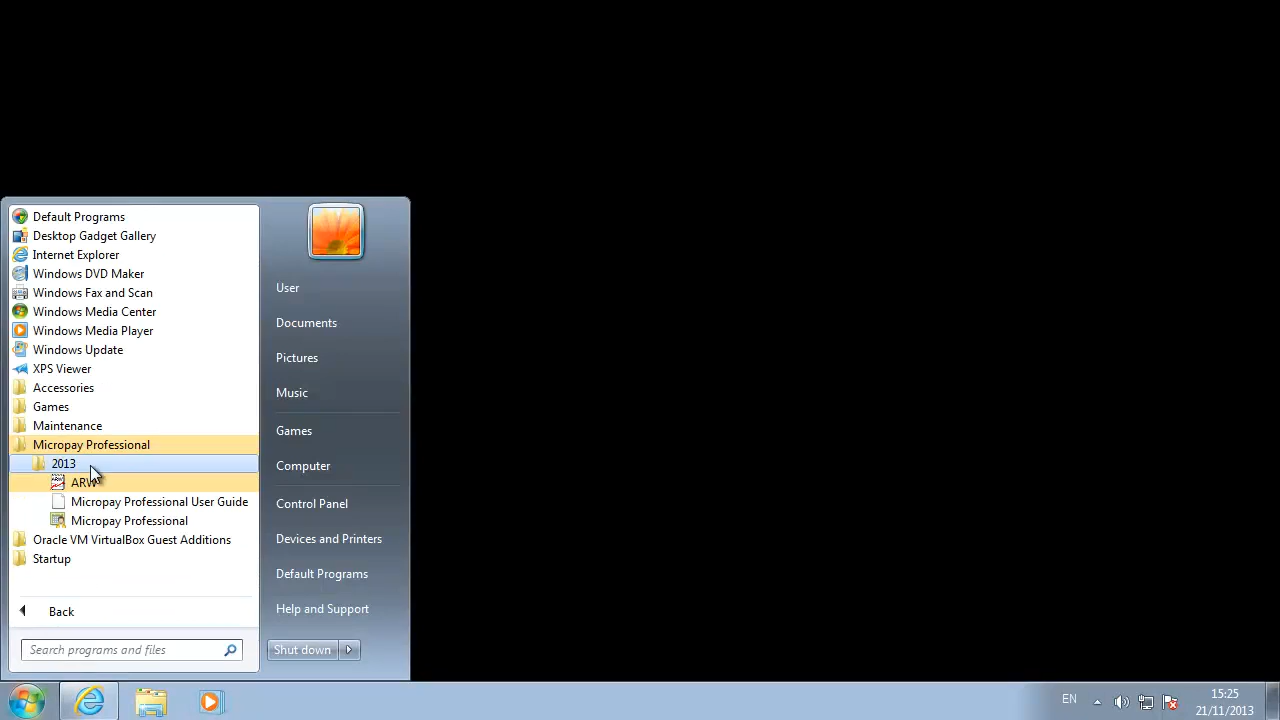 Default Programs
Desktop Gadget Gallery
Internet Explorer
Windows DVD Maker
Windows Fax and Scan
Windows Media Center
Windows Media Player
Windows Update
XPS Viewer
Accessories
Games
Maintenance
Micropay Professional
2013
ARW
Micropay Professional User Guide
Micropay Professional
Oracle VM VirtualBox Guest Additions
Startup
Back
Search programs and files
User
Documents
Pictures
Music
Games
Computer
Control Panel
Devices and Printers
Default Programs
Help and Support
Shut down
EN
15:25
21/11/2013